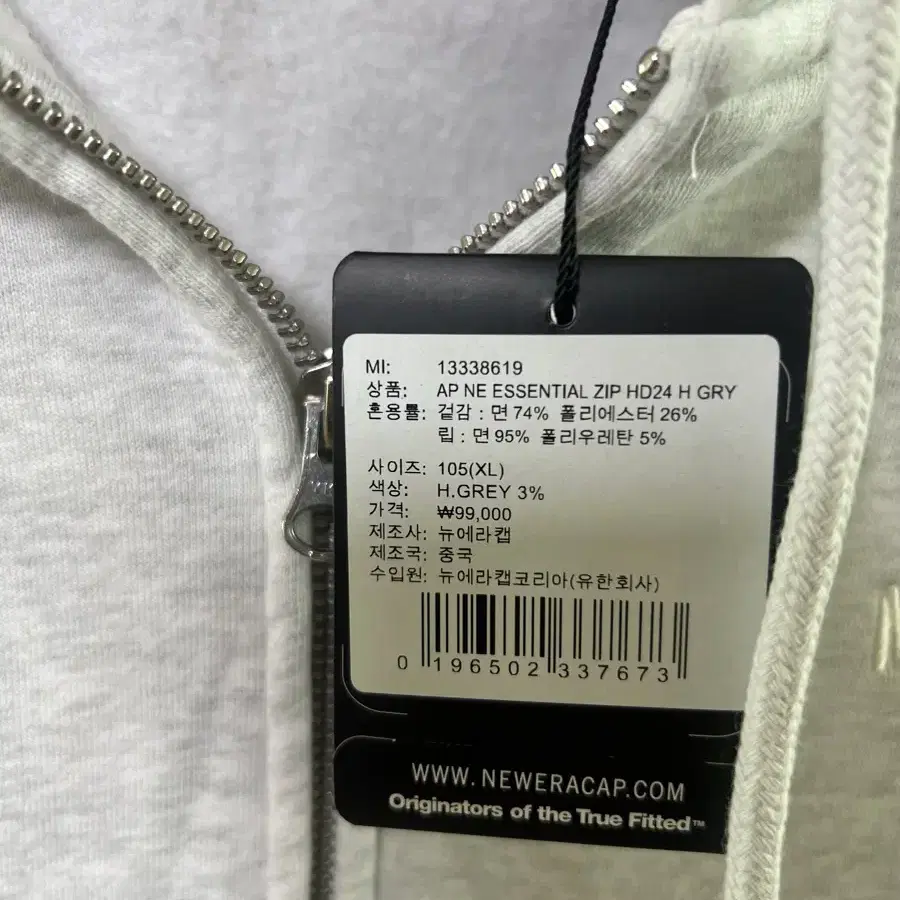 MI: 13338619
상품: AP NE ESSENTIAL ZIP HD24 H GRY
혼용률: 겉감 : 면 74% 폴리에스터 26%
립 : 면 95% 폴리우레탄 5%
사이즈: 105(XL)
색상: H.GREY 3%
가격: ₩99,000
제조사: 뉴에라캡
제조국: 중국
수입원: 뉴에라캡코리아(유한회사)
0 196502 337673
WWW.NEWERACAP.COM
Originators of the True Fitted™